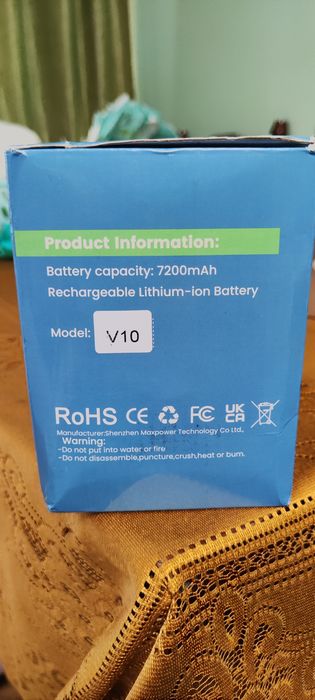 Product Information:
Battery capacity: 7200mAh
Rechargeable Lithium-ion Battery
Model: V10
RoHS CE FC UK CA
Manufacturer:Shenzhen Maxpower Technology Co Ltd.,
Warning:
-Do not put into water or fire
-Do not disassemble,puncture,crush,heat or bum.